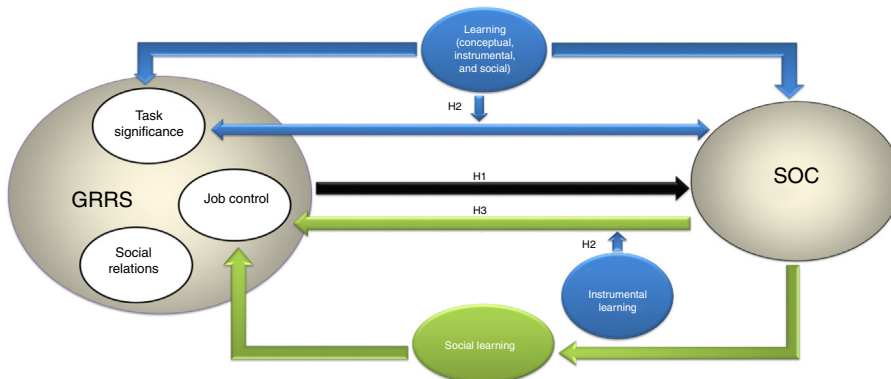 Learning
(conceptual,
instrumental,
and social)
H2
Task
significance
H1
SOC
GRRS
Job control
H3
H2
Social
relations
Instrumental
learning
Social learning